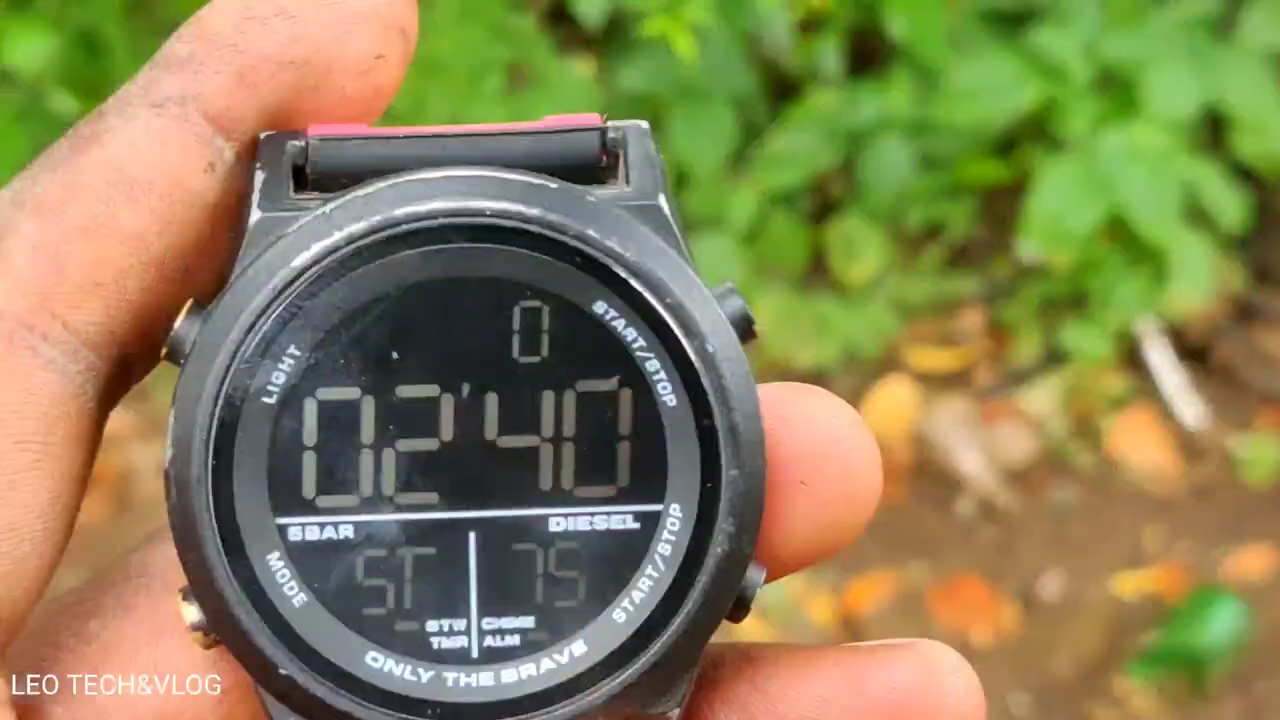 0
START/STOP
LIGHT
02'40
5BAR
DIESEL
ST
75
MODE
START/STOP
STW
CHIME
TMR
ALM
ONLY THE BRAVE
LEO TECH&VLOG